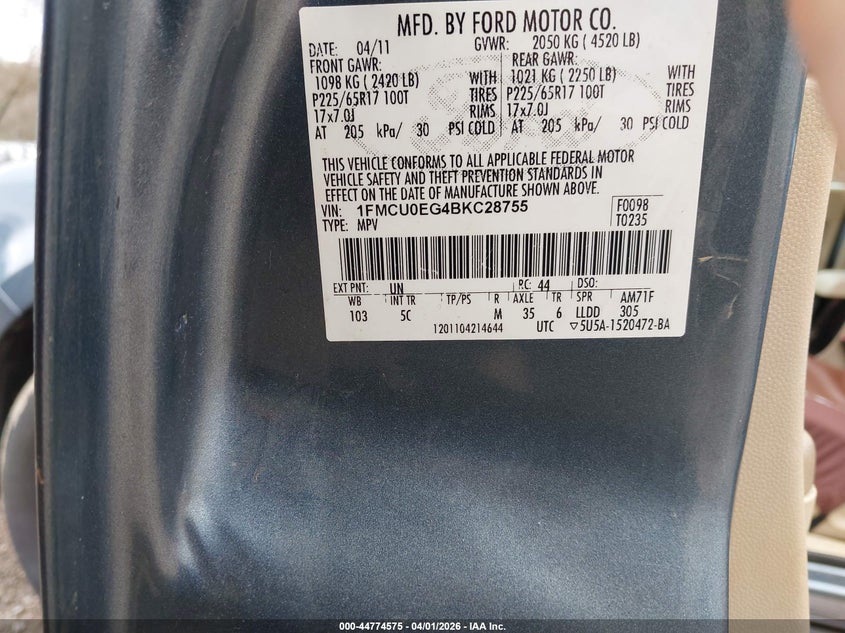 MFD. BY FORD MOTOR CO.
DATE: 04/11 GVWR: 2050 KG ( 4520 LB)
FRONT GAWR: REAR GAWR:
1098 KG ( 2420 LB) WITH 1021 KG ( 2250 LB) WITH
P225/65R17 100T TIRES P225/65R17 100T TIRES
17x7.0J RIMS 17x7.0J RIMS
AT 205 kPa/ 30 PSI COLD AT 205 kPa/ 30 PSI COLD
THIS VEHICLE CONFORMS TO ALL APPLICABLE FEDERAL MOTOR
VEHICLE SAFETY AND THEFT PREVENTION STANDARDS IN
EFFECT ON THE DATE OF MANUFACTURE SHOWN ABOVE.
VIN: 1FMCU0EG4BKC28755 F0098
TYPE: MPV T0235
EXT PNT: UN RC: 44 DSO:
WB INT TR TP/PS R AXLE TR SPR AM71F
103 5C M 35 6 LLDD 305
1201104214644 UTC ▽5U5A-1520472-BA
000-44774575 | 04/01/2026 | IAA Inc. | Copart